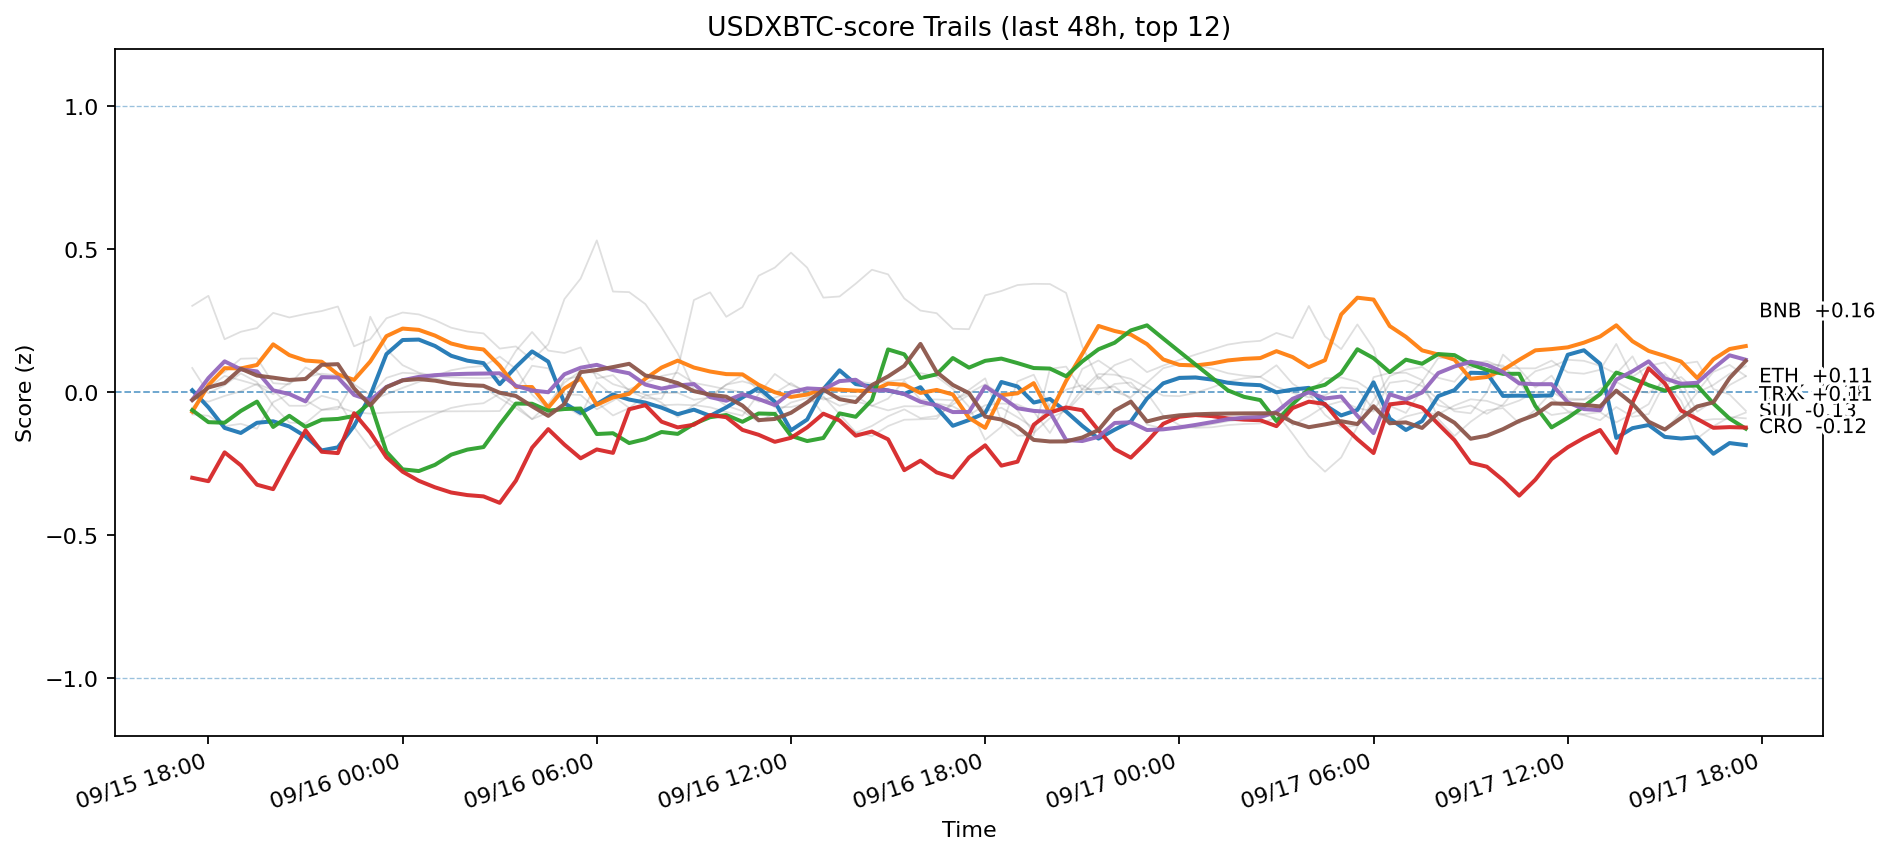 USDXBTC-score Trails (last 48h, top 12)
Score (z)
1.0
0.5
0.0
−0.5
−1.0
BNB +0.16
ETH +0.11
TRX +0.11
-0.13
CRO -0.12
09/15 18:00
09/16 00:00
09/16 06:00
09/16 12:00
09/16 18:00
09/17 00:00
09/17 06:00
09/17 12:00
09/17 18:00
Time